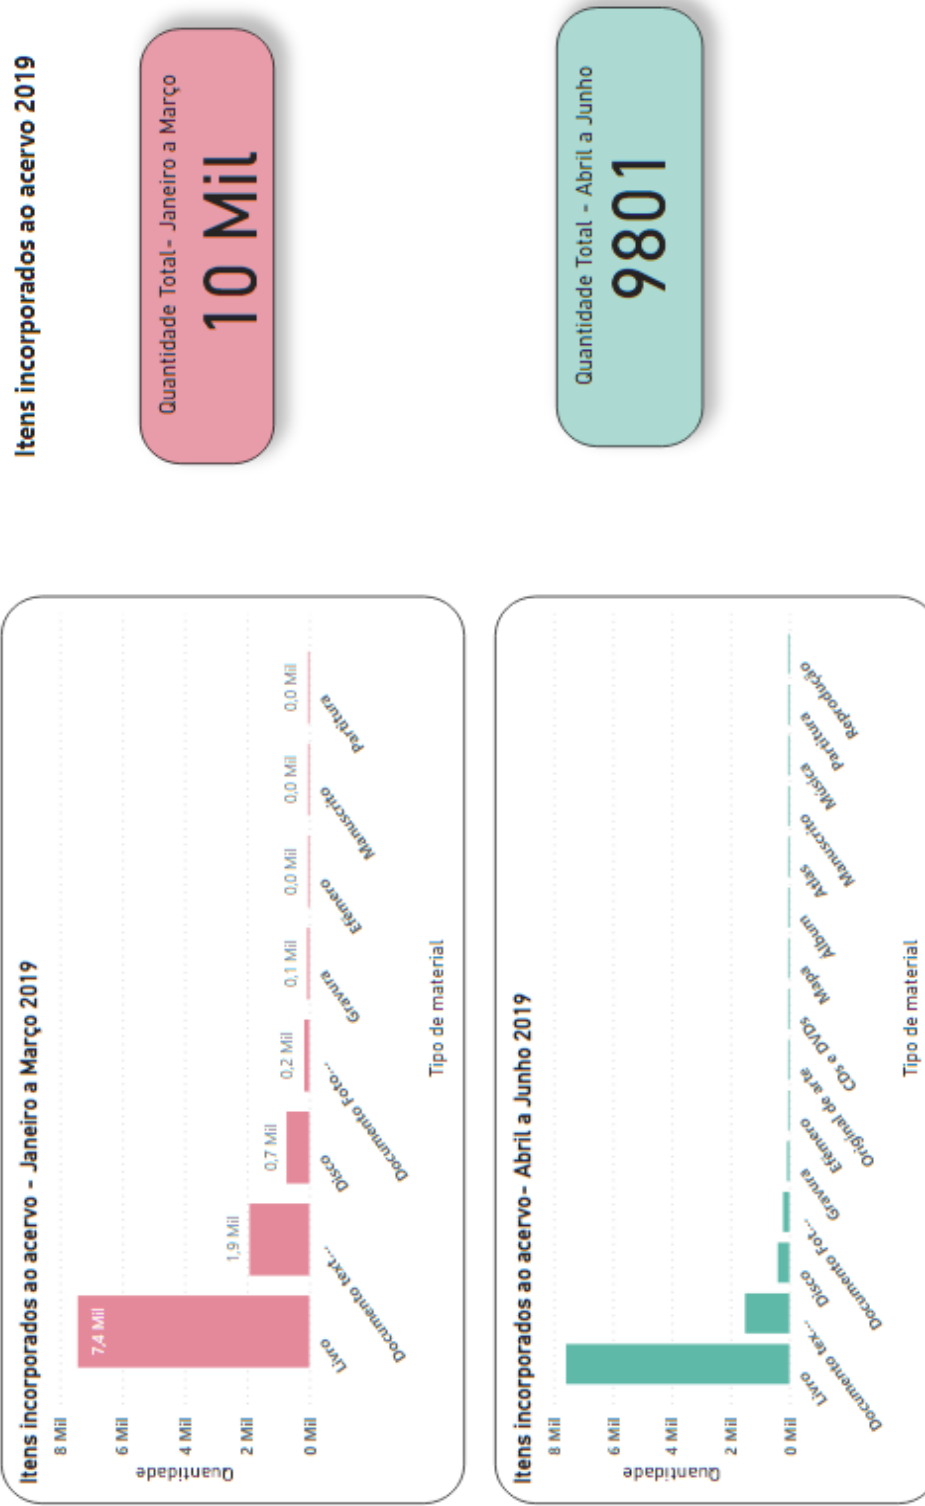 Itens incorporados ao acervo 2019
Itens incorporados ao acervo - Janeiro a Março 2019
Quantidade
8 Mil
6 Mil
4 Mil
2 Mil
0 Mil
7,4 Mil
1,9 Mil
0,7 Mil
0,2 Mil
0,1 Mil
0,0 Mil
0,0 Mil
0,0 Mil
Livro
Documento text...
Disco
Documento Foto...
Gravura
Efêmero
Manuscrito
Partitura
Tipo de material
Quantidade Total- Janeiro a Março
10 Mil
Itens incorporados ao acervo- Abril a Junho 2019
Quantidade
8 Mil
6 Mil
4 Mil
2 Mil
0 Mil
Livro
Documento tex...
Disco
Documento Fot...
Gravura
Efêmero
Original de arte
CDs e DVDs
Mapa
Álbum
Atlas
Manuscrito
Música
Partitura
Reprodução
Tipo de material
Quantidade Total - Abril a Junho
9801